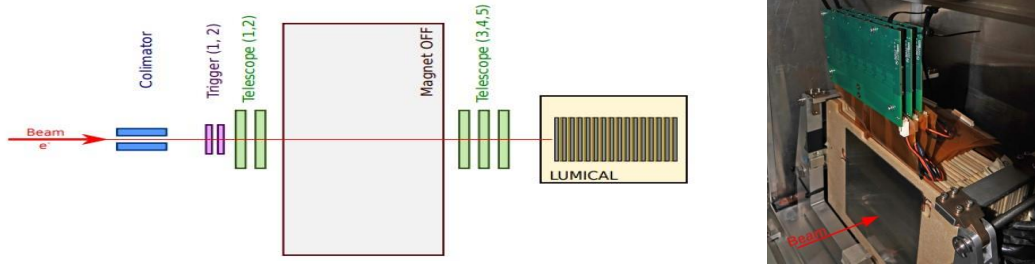 Beam
e-
Colimator
Trigger (1, 2)
Telescope (1,2)
Magnet OFF
Telescope (3,4,5)
LUMICAL
Beam